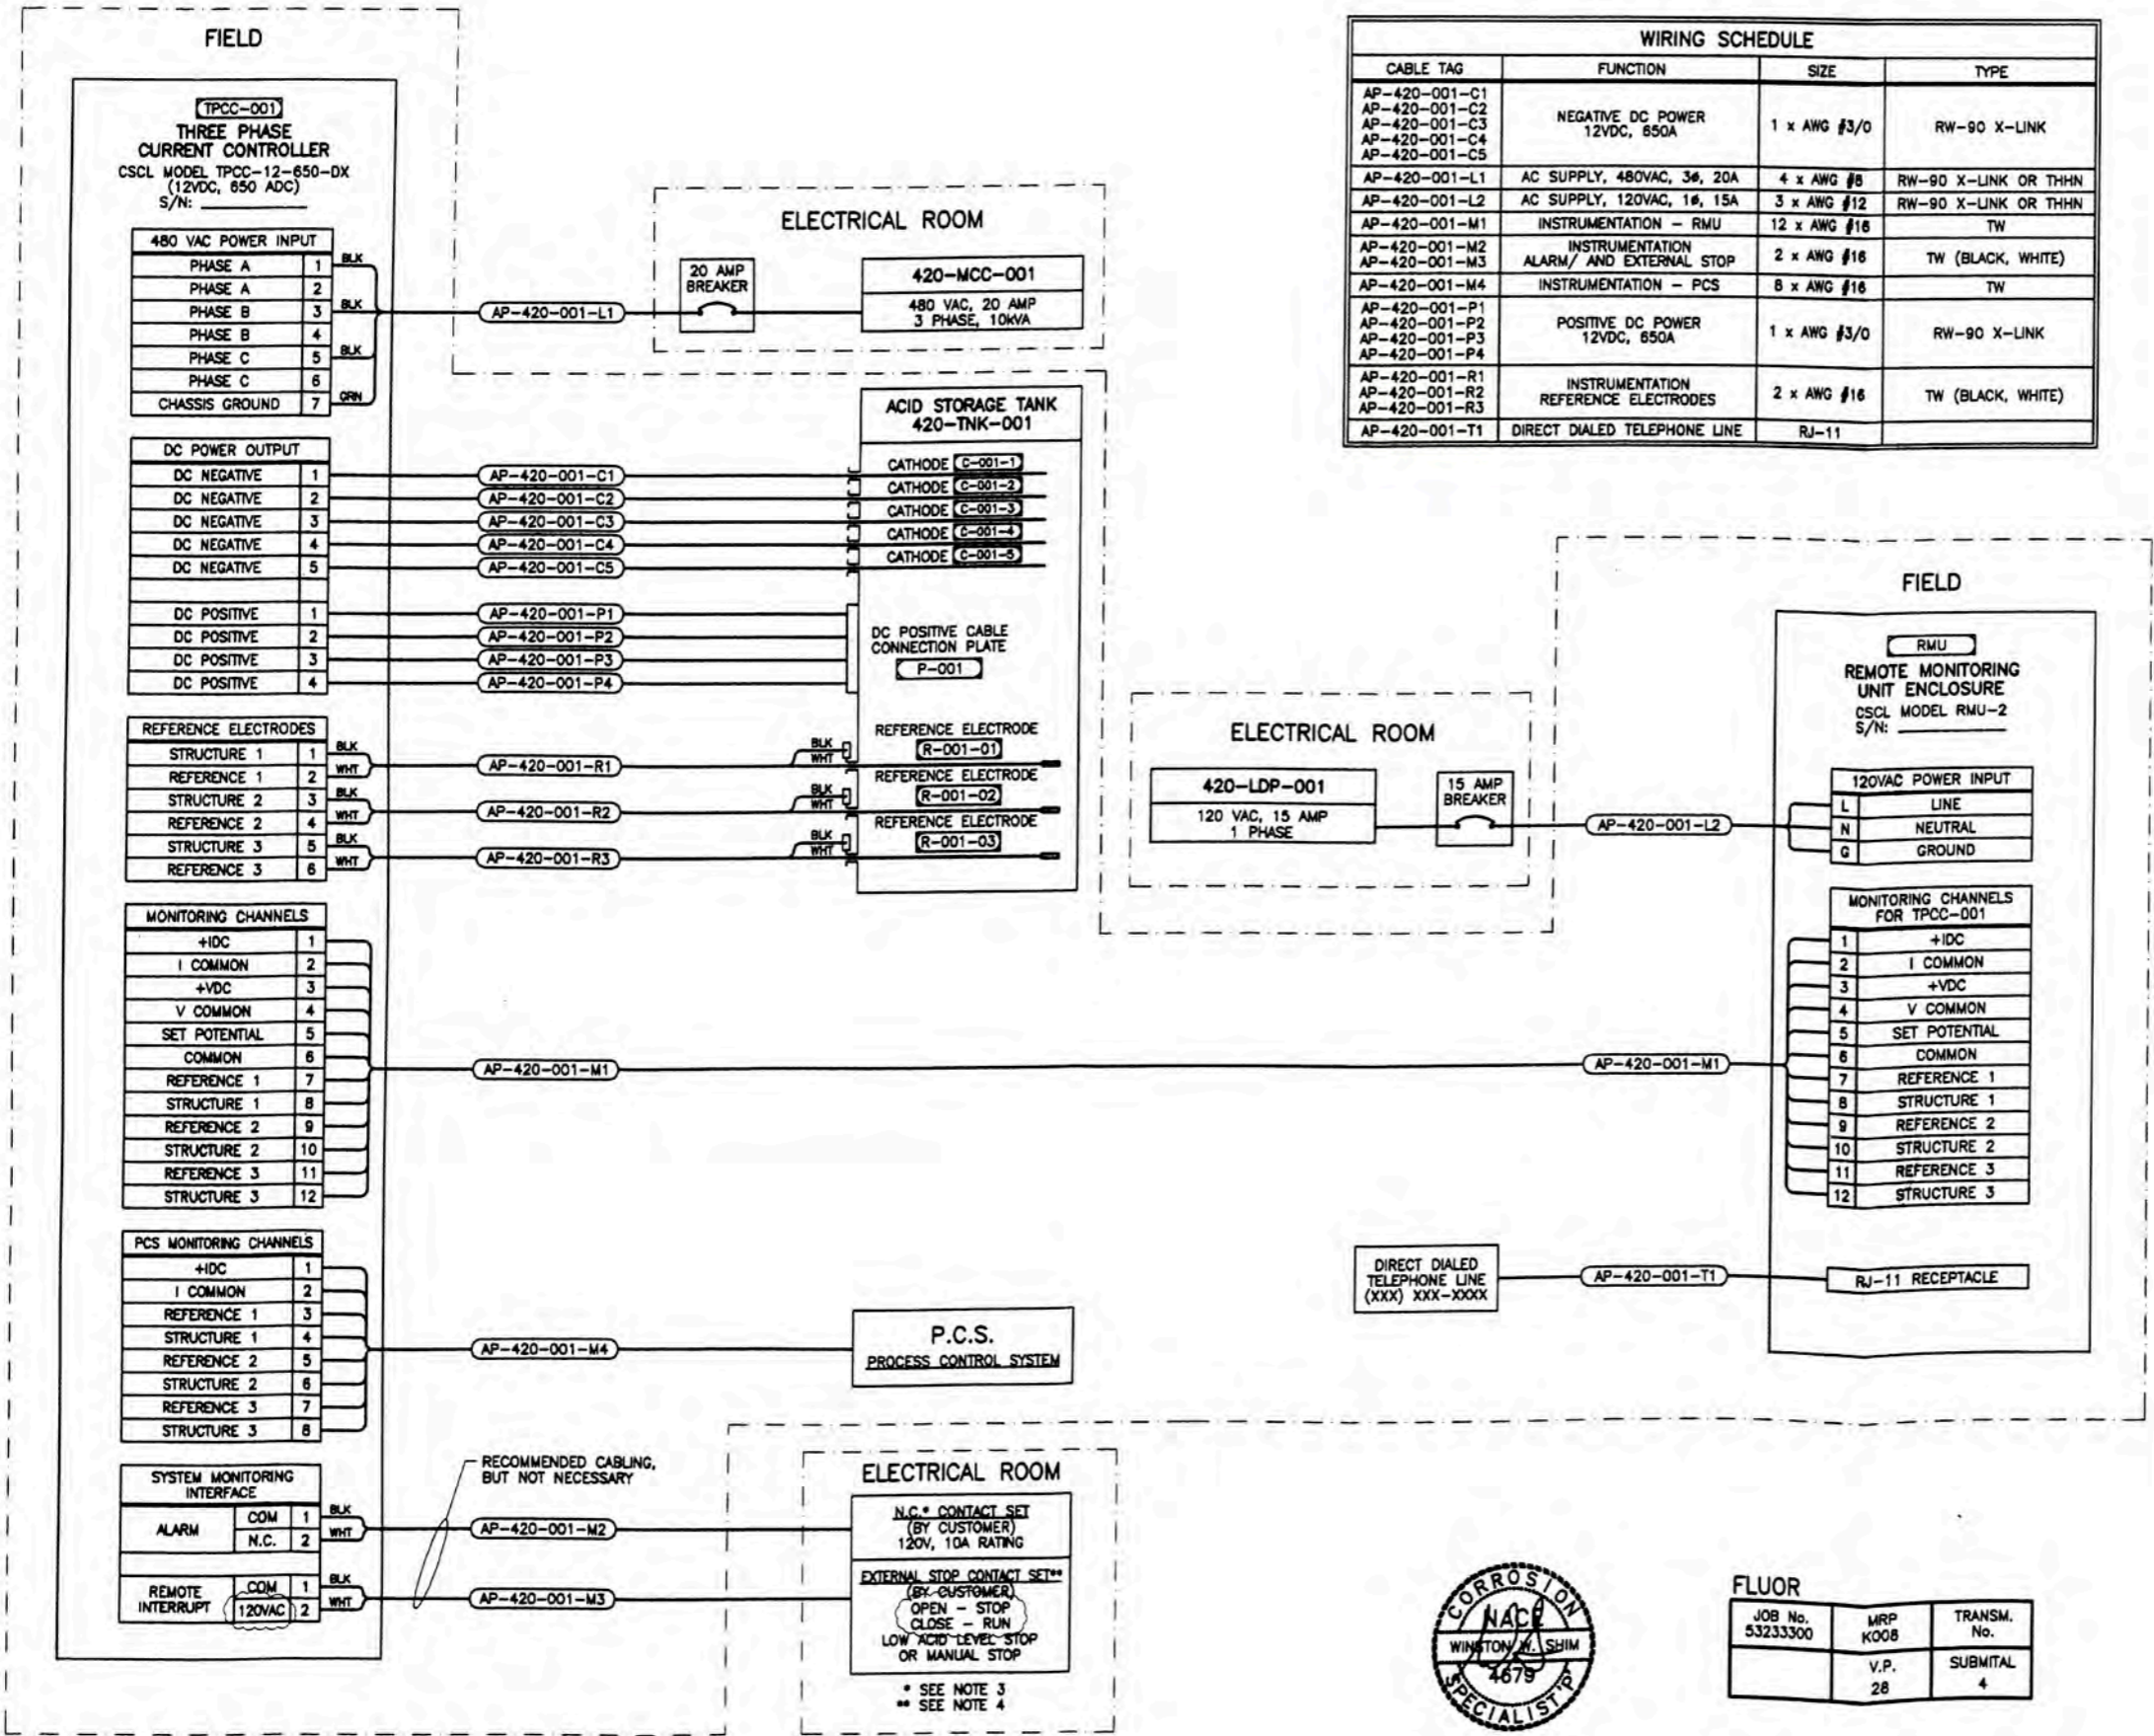 FIELD
TPCC-001
THREE PHASE
CURRENT CONTROLLER
CSCL MODEL TPCC-12-650-DX
(12VDC, 650 ADC)
S/N:
480 VAC POWER INPUT
PHASE A 1 BLK
PHASE A 2
PHASE B 3 BLK
PHASE B 4
PHASE C 5 BLK
PHASE C 6
CHASSIS GROUND 7 GRN
AP-420-001-L1
ELECTRICAL ROOM
20 AMP
BREAKER
420-MCC-001
480 VAC, 20 AMP
3 PHASE, 10kVA
DC POWER OUTPUT
DC NEGATIVE 1
DC NEGATIVE 2
DC NEGATIVE 3
DC NEGATIVE 4
DC NEGATIVE 5
DC POSITIVE 1
DC POSITIVE 2
DC POSITIVE 3
DC POSITIVE 4
AP-420-001-C1
AP-420-001-C2
AP-420-001-C3
AP-420-001-C4
AP-420-001-C5
AP-420-001-P1
AP-420-001-P2
AP-420-001-P3
AP-420-001-P4
ACID STORAGE TANK
420-TNK-001
CATHODE C-001-1
CATHODE C-001-2
CATHODE C-001-3
CATHODE C-001-4
CATHODE C-001-5
DC POSITIVE CABLE
CONNECTION PLATE
P-001
REFERENCE ELECTRODES
STRUCTURE 1 1 BLK
REFERENCE 1 2 WHT
STRUCTURE 2 3 BLK
REFERENCE 2 4 WHT
STRUCTURE 3 5 BLK
REFERENCE 3 6 WHT
AP-420-001-R1
AP-420-001-R2
AP-420-001-R3
BLK
WHT
BLK
WHT
BLK
WHT
REFERENCE ELECTRODE
R-001-01
REFERENCE ELECTRODE
R-001-02
REFERENCE ELECTRODE
R-001-03
MONITORING CHANNELS
+IDC 1
I COMMON 2
+VDC 3
V COMMON 4
SET POTENTIAL 5
COMMON 6
REFERENCE 1 7
STRUCTURE 1 8
REFERENCE 2 9
STRUCTURE 2 10
REFERENCE 3 11
STRUCTURE 3 12
AP-420-001-M1
AP-420-001-M1
PCS MONITORING CHANNELS
+IDC 1
I COMMON 2
REFERENCE 1 3
STRUCTURE 1 4
REFERENCE 2 5
STRUCTURE 2 6
REFERENCE 3 7
STRUCTURE 3 8
AP-420-001-M4
P.C.S.
PROCESS CONTROL SYSTEM
SYSTEM MONITORING
INTERFACE
ALARM
COM 1 BLK
N.C. 2 WHT
REMOTE
INTERRUPT
COM 1 BLK
120VAC 2 WHT
RECOMMENDED CABLING,
BUT NOT NECESSARY
AP-420-001-M2
AP-420-001-M3
ELECTRICAL ROOM
N.C.* CONTACT SET
(BY CUSTOMER)
120V, 10A RATING
EXTERNAL STOP CONTACT SET**
(BY CUSTOMER)
OPEN - STOP
CLOSE - RUN
LOW ACID LEVEL STOP
OR MANUAL STOP
* SEE NOTE 3
** SEE NOTE 4
WIRING SCHEDULE
CABLE TAG FUNCTION SIZE TYPE
AP-420-001-C1
AP-420-001-C2
AP-420-001-C3
AP-420-001-C4
AP-420-001-C5
NEGATIVE DC POWER
12VDC, 650A
1 x AWG #3/0 RW-90 X-LINK
AP-420-001-L1 AC SUPPLY, 480VAC, 3ø, 20A 4 x AWG #8 RW-90 X-LINK OR THHN
AP-420-001-L2 AC SUPPLY, 120VAC, 1ø, 15A 3 x AWG #12 RW-90 X-LINK OR THHN
AP-420-001-M1 INSTRUMENTATION - RMU 12 x AWG #16 TW
AP-420-001-M2
AP-420-001-M3
INSTRUMENTATION
ALARM/ AND EXTERNAL STOP
2 x AWG #16 TW (BLACK, WHITE)
AP-420-001-M4 INSTRUMENTATION - PCS 8 x AWG #16 TW
AP-420-001-P1
AP-420-001-P2
AP-420-001-P3
AP-420-001-P4
POSITIVE DC POWER
12VDC, 650A
1 x AWG #3/0 RW-90 X-LINK
AP-420-001-R1
AP-420-001-R2
AP-420-001-R3
INSTRUMENTATION
REFERENCE ELECTRODES
2 x AWG #16 TW (BLACK, WHITE)
AP-420-001-T1 DIRECT DIALED TELEPHONE LINE RJ-11
ELECTRICAL ROOM
420-LDP-001
120 VAC, 15 AMP
1 PHASE
15 AMP
BREAKER
AP-420-001-L2
FIELD
RMU
REMOTE MONITORING
UNIT ENCLOSURE
CSCL MODEL RMU-2
S/N:
120VAC POWER INPUT
L LINE
N NEUTRAL
G GROUND
MONITORING CHANNELS
FOR TPCC-001
1 +IDC
2 I COMMON
3 +VDC
4 V COMMON
5 SET POTENTIAL
6 COMMON
7 REFERENCE 1
8 STRUCTURE 1
9 REFERENCE 2
10 STRUCTURE 2
11 REFERENCE 3
12 STRUCTURE 3
DIRECT DIALED
TELEPHONE LINE
(XXX) XXX-XXXX
AP-420-001-T1
RJ-11 RECEPTACLE
CORROSION
NACE
WINSTON W. SHIM
4679
SPECIALIST "P"
FLUOR
JOB No.
53233300
MRP
K008
TRANSM.
No.
V.P.
28
SUBMITAL
4